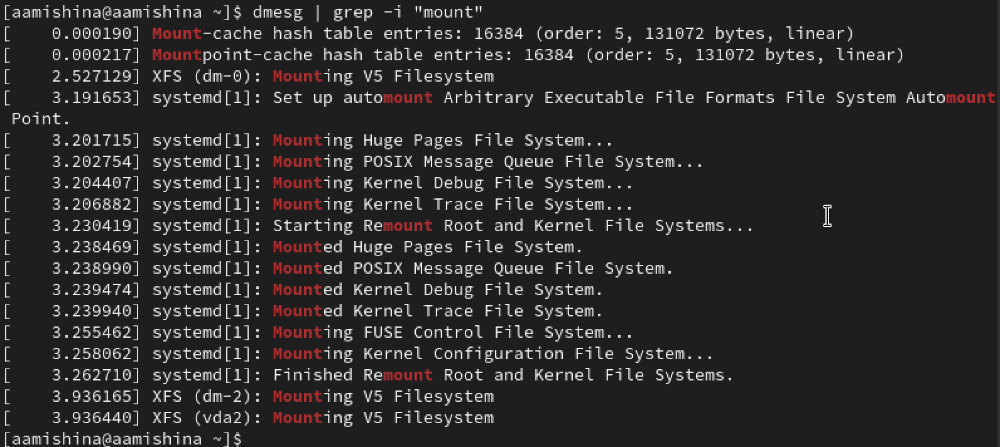 [aamishina@aamishina ~]$ dmesg | grep -i "mount"
[    0.000190] Mount-cache hash table entries: 16384 (order: 5, 131072 bytes, linear)
[    0.000217] Mountpoint-cache hash table entries: 16384 (order: 5, 131072 bytes, linear)
[    2.527129] XFS (dm-0): Mounting V5 Filesystem
[    3.191653] systemd[1]: Set up automount Arbitrary Executable File Formats File System Automount
 Point.
[    3.201715] systemd[1]: Mounting Huge Pages File System...
[    3.202754] systemd[1]: Mounting POSIX Message Queue File System...
[    3.204407] systemd[1]: Mounting Kernel Debug File System...
[    3.206882] systemd[1]: Mounting Kernel Trace File System...
[    3.230419] systemd[1]: Starting Remount Root and Kernel File Systems...
[    3.238469] systemd[1]: Mounted Huge Pages File System.
[    3.238990] systemd[1]: Mounted POSIX Message Queue File System.
[    3.239474] systemd[1]: Mounted Kernel Debug File System.
[    3.239940] systemd[1]: Mounted Kernel Trace File System.
[    3.255462] systemd[1]: Mounting FUSE Control File System...
[    3.258062] systemd[1]: Mounting Kernel Configuration File System...
[    3.262710] systemd[1]: Finished Remount Root and Kernel File Systems.
[    3.936165] XFS (dm-2): Mounting V5 Filesystem
[    3.936440] XFS (vda2): Mounting V5 Filesystem
[aamishina@aamishina ~]$